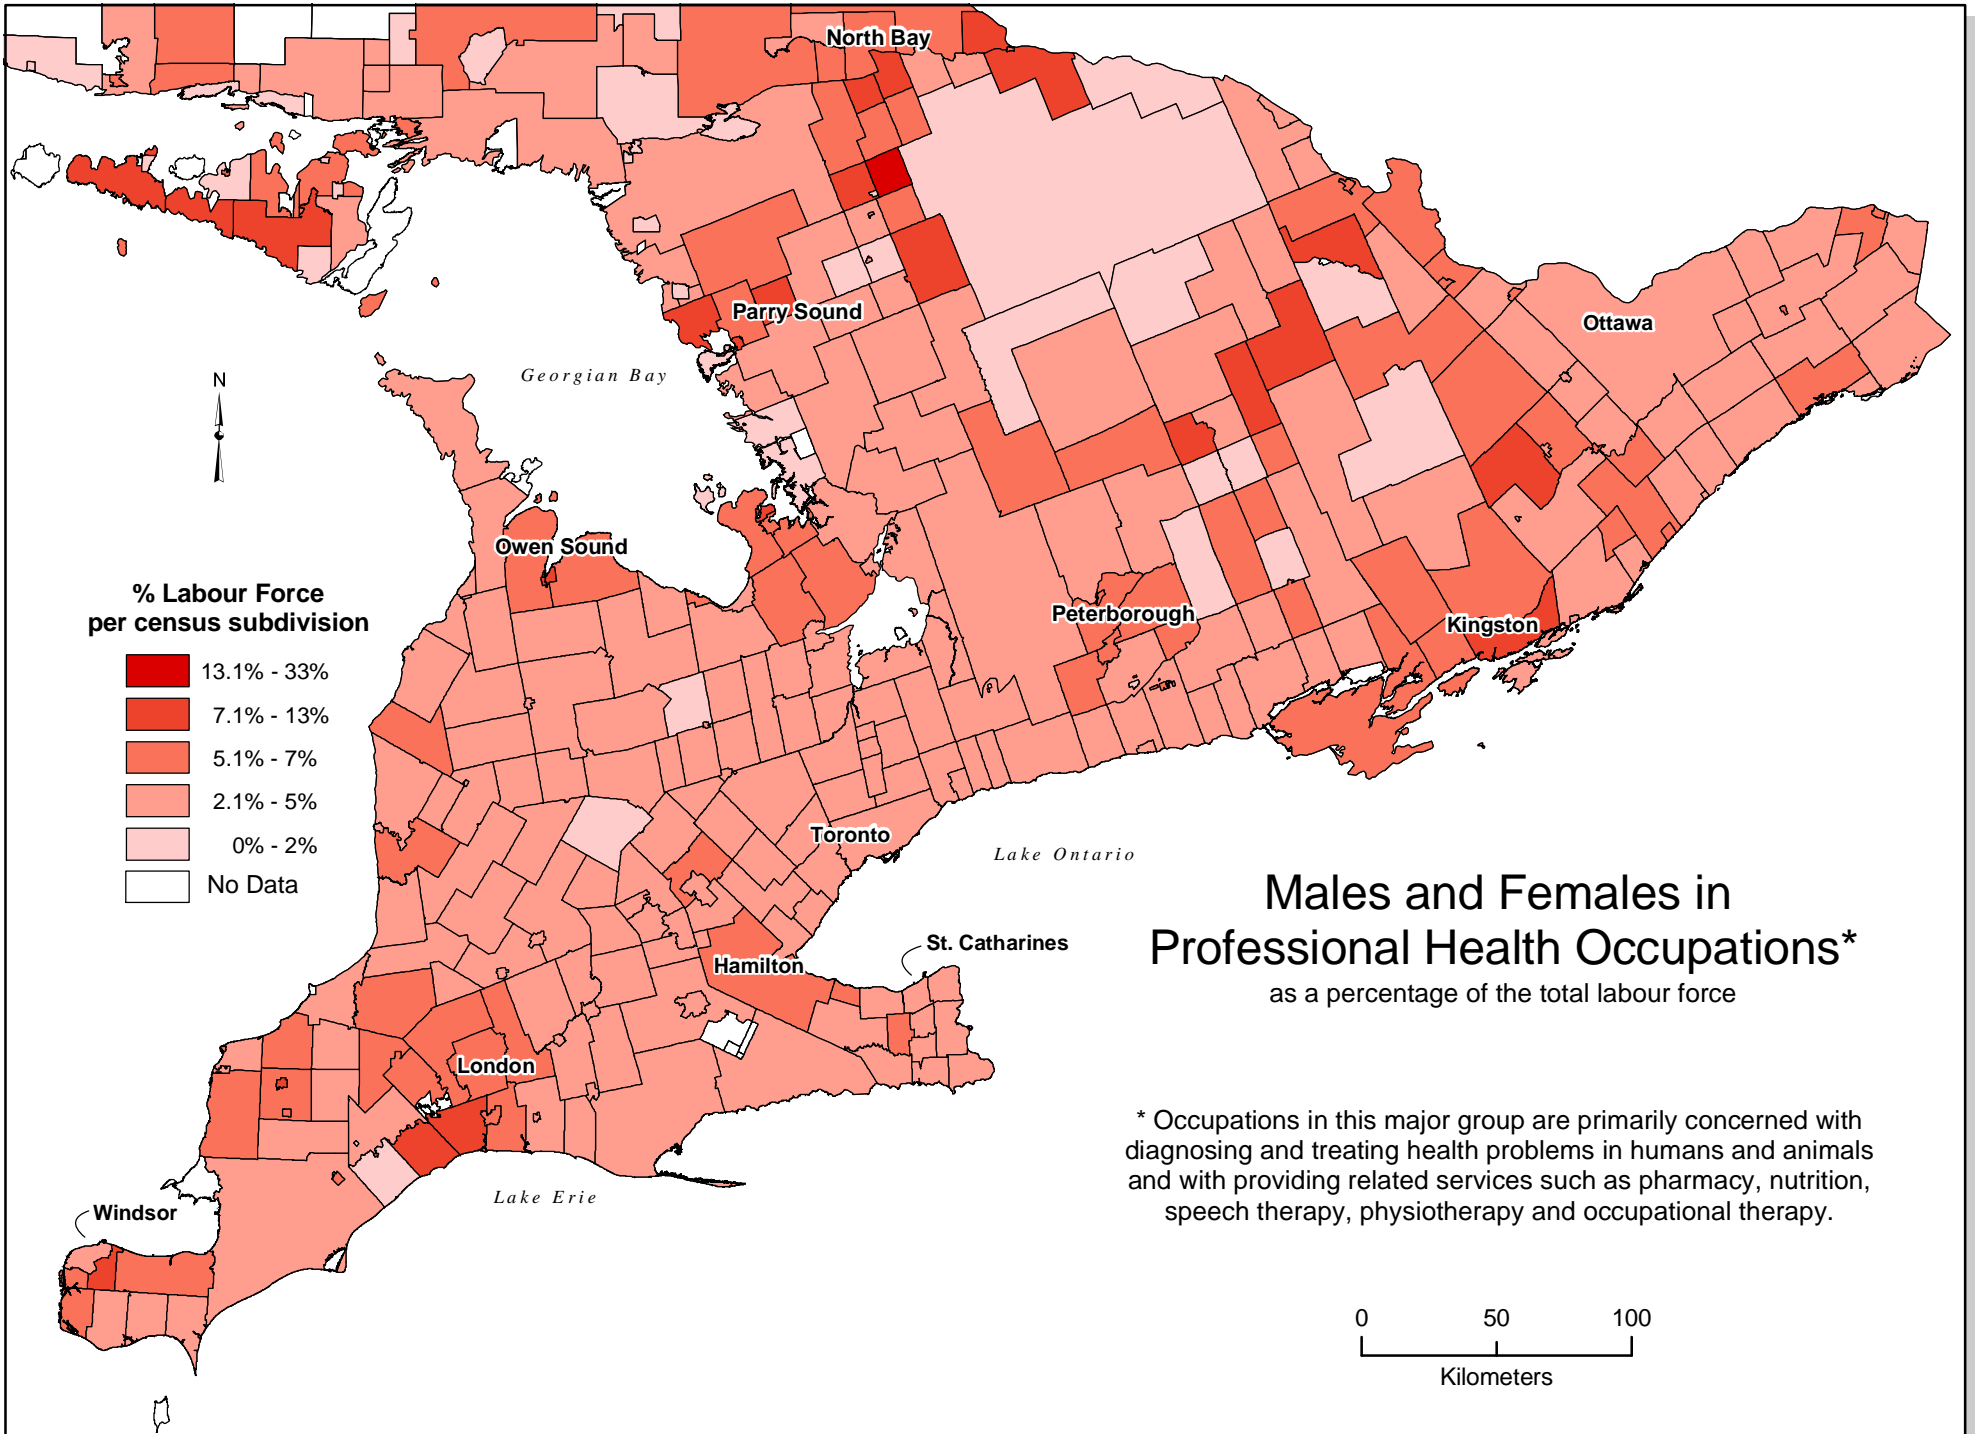 North Bay
Parry Sound
Ottawa
Georgian Bay
N
Owen Sound
% Labour Force
per census subdivision
13.1% - 33%
7.1% - 13%
5.1% - 7%
2.1% - 5%
0% - 2%
No Data
Peterborough
Kingston
Toronto
Lake Ontario
Males and Females in
Professional Health Occupations*
as a percentage of the total labour force
St. Catharines
Hamilton
London
* Occupations in this major group are primarily concerned with
diagnosing and treating health problems in humans and animals
and with providing related services such as pharmacy, nutrition,
speech therapy, physiotherapy and occupational therapy.
Lake Erie
Windsor
0 50 100
Kilometers